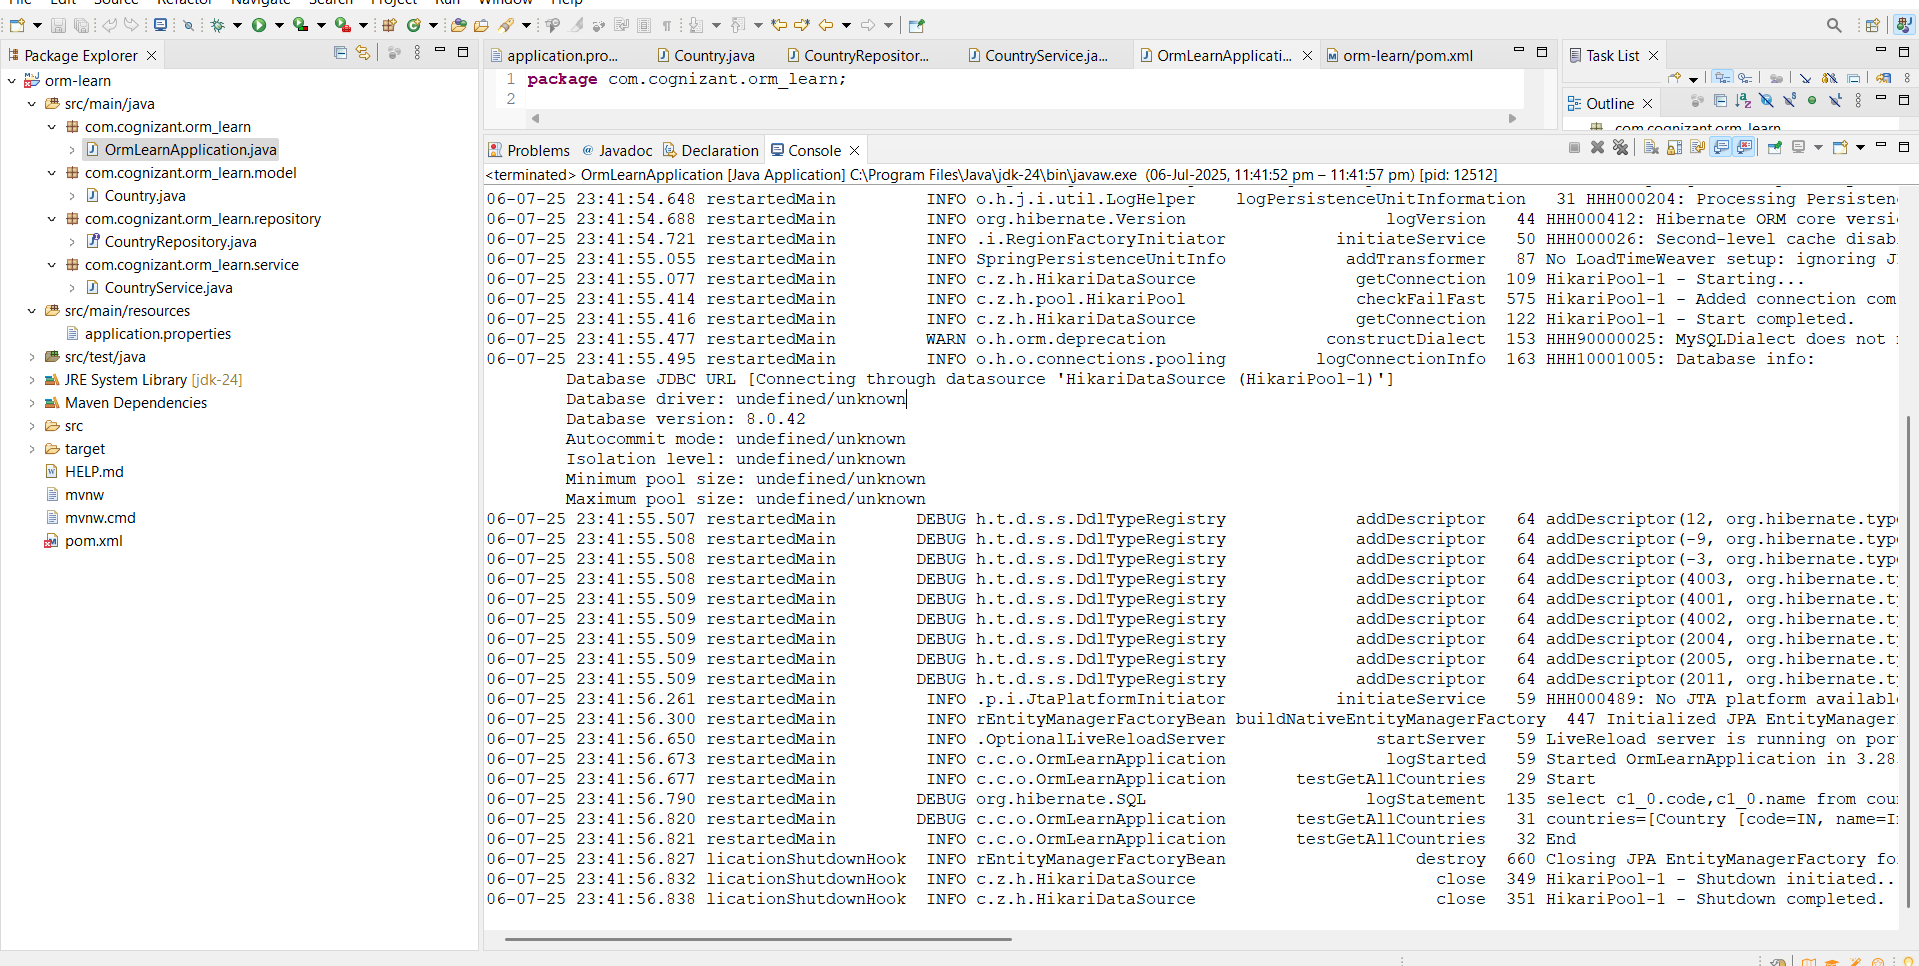 File Edit Source Refactor Navigate Search Project Run Window Help
Package Explorer
orm-learn
src/main/java
com.cognizant.orm_learn
OrmLearnApplication.java
com.cognizant.orm_learn.model
Country.java
com.cognizant.orm_learn.repository
CountryRepository.java
com.cognizant.orm_learn.service
CountryService.java
src/main/resources
application.properties
src/test/java
JRE System Library [jdk-24]
Maven Dependencies
src
target
HELP.md
mvnw
mvnw.cmd
pom.xml
application.pro... Country.java CountryRepositor... CountryService.ja... OrmLearnApplicati... orm-learn/pom.xml
1 package com.cognizant.orm_learn;
2
Task List
Outline
com.cognizant.orm_learn
Problems Javadoc Declaration Console
<terminated> OrmLearnApplication [Java Application] C:\Program Files\Java\jdk-24\bin\javaw.exe (06-Jul-2025, 11:41:52 pm – 11:41:57 pm) [pid: 12512]
06-07-25 23:41:54.648 restartedMain INFO o.h.j.i.util.LogHelper logPersistenceUnitInformation 31 HHH000204: Processing Persisten
06-07-25 23:41:54.688 restartedMain INFO org.hibernate.Version logVersion 44 HHH000412: Hibernate ORM core versi
06-07-25 23:41:54.721 restartedMain INFO .i.RegionFactoryInitiator initiateService 50 HHH000026: Second-level cache disab
06-07-25 23:41:55.055 restartedMain INFO SpringPersistenceUnitInfo addTransformer 87 No LoadTimeWeaver setup: ignoring J
06-07-25 23:41:55.077 restartedMain INFO c.z.h.HikariDataSource getConnection 109 HikariPool-1 - Starting...
06-07-25 23:41:55.414 restartedMain INFO c.z.h.pool.HikariPool checkFailFast 575 HikariPool-1 - Added connection com
06-07-25 23:41:55.416 restartedMain INFO c.z.h.HikariDataSource getConnection 122 HikariPool-1 - Start completed.
06-07-25 23:41:55.477 restartedMain WARN o.h.orm.deprecation constructDialect 153 HHH90000025: MySQLDialect does not
06-07-25 23:41:55.495 restartedMain INFO o.h.o.connections.pooling logConnectionInfo 163 HHH10001005: Database info:
Database JDBC URL [Connecting through datasource 'HikariDataSource (HikariPool-1)']
Database driver: undefined/unknown
Database version: 8.0.42
Autocommit mode: undefined/unknown
Isolation level: undefined/unknown
Minimum pool size: undefined/unknown
Maximum pool size: undefined/unknown
06-07-25 23:41:55.507 restartedMain DEBUG h.t.d.s.s.DdlTypeRegistry addDescriptor 64 addDescriptor(12, org.hibernate.type
06-07-25 23:41:55.508 restartedMain DEBUG h.t.d.s.s.DdlTypeRegistry addDescriptor 64 addDescriptor(-9, org.hibernate.type
06-07-25 23:41:55.508 restartedMain DEBUG h.t.d.s.s.DdlTypeRegistry addDescriptor 64 addDescriptor(-3, org.hibernate.type
06-07-25 23:41:55.508 restartedMain DEBUG h.t.d.s.s.DdlTypeRegistry addDescriptor 64 addDescriptor(4003, org.hibernate.ty
06-07-25 23:41:55.509 restartedMain DEBUG h.t.d.s.s.DdlTypeRegistry addDescriptor 64 addDescriptor(4001, org.hibernate.ty
06-07-25 23:41:55.509 restartedMain DEBUG h.t.d.s.s.DdlTypeRegistry addDescriptor 64 addDescriptor(4002, org.hibernate.ty
06-07-25 23:41:55.509 restartedMain DEBUG h.t.d.s.s.DdlTypeRegistry addDescriptor 64 addDescriptor(2004, org.hibernate.ty
06-07-25 23:41:55.509 restartedMain DEBUG h.t.d.s.s.DdlTypeRegistry addDescriptor 64 addDescriptor(2005, org.hibernate.ty
06-07-25 23:41:55.509 restartedMain DEBUG h.t.d.s.s.DdlTypeRegistry addDescriptor 64 addDescriptor(2011, org.hibernate.ty
06-07-25 23:41:56.261 restartedMain INFO .p.i.JtaPlatformInitiator initiateService 59 HHH000489: No JTA platform available
06-07-25 23:41:56.300 restartedMain INFO rEntityManagerFactoryBean buildNativeEntityManagerFactory 447 Initialized JPA EntityManager
06-07-25 23:41:56.650 restartedMain INFO .OptionalLiveReloadServer startServer 59 LiveReload server is running on por
06-07-25 23:41:56.673 restartedMain INFO c.c.o.OrmLearnApplication logStarted 59 Started OrmLearnApplication in 3.28
06-07-25 23:41:56.677 restartedMain INFO c.c.o.OrmLearnApplication testGetAllCountries 29 Start
06-07-25 23:41:56.790 restartedMain DEBUG org.hibernate.SQL logStatement 135 select c1_0.code,c1_0.name from cou
06-07-25 23:41:56.820 restartedMain DEBUG c.c.o.OrmLearnApplication testGetAllCountries 31 countries=[Country [code=IN, name=I
06-07-25 23:41:56.821 restartedMain INFO c.c.o.OrmLearnApplication testGetAllCountries 32 End
06-07-25 23:41:56.827 licationShutdownHook INFO rEntityManagerFactoryBean destroy 660 Closing JPA EntityManagerFactory fo
06-07-25 23:41:56.832 licationShutdownHook INFO c.z.h.HikariDataSource close 349 HikariPool-1 - Shutdown initiated..
06-07-25 23:41:56.838 licationShutdownHook INFO c.z.h.HikariDataSource close 351 HikariPool-1 - Shutdown completed.